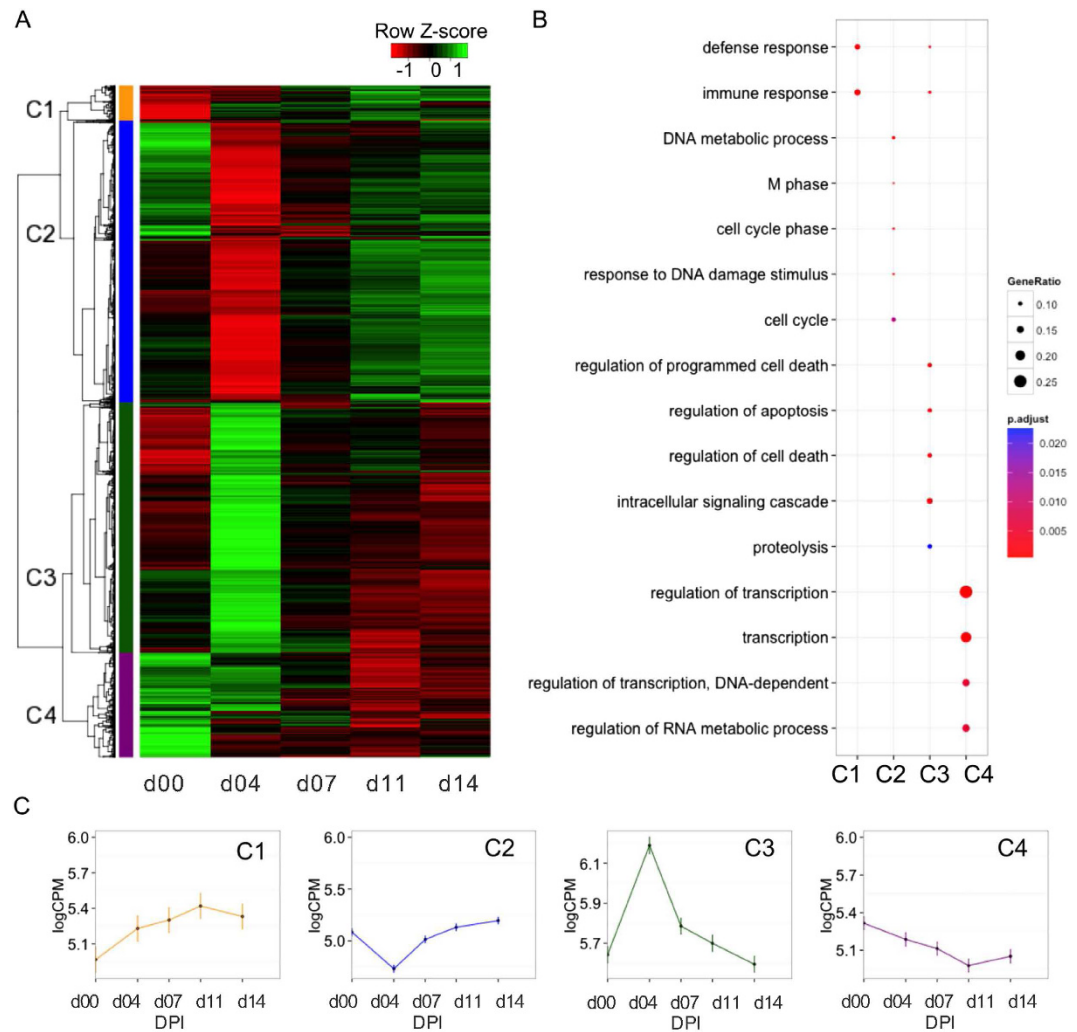 A
Row Z-score
-1 0 1
C1
C2
C3
C4
d00 d04 d07 d11 d14
B
defense response
immune response
DNA metabolic process
M phase
cell cycle phase
response to DNA damage stimulus
cell cycle
regulation of programmed cell death
regulation of apoptosis
regulation of cell death
intracellular signaling cascade
proteolysis
regulation of transcription
transcription
regulation of transcription, DNA-dependent
regulation of RNA metabolic process
C1 C2 C3 C4
GeneRatio
0.10
0.15
0.20
0.25
p.adjust
0.020
0.015
0.010
0.005
C
C1
logCPM
6.0
5.7
5.4
5.1
d00 d04 d07 d11 d14
DPI
C2
logCPM
6.0
5.7
5.3
5.0
d00 d04 d07 d11 d14
DPI
C3
logCPM
6.1
5.9
5.7
d00 d04 d07 d11 d14
DPI
C4
logCPM
6.0
5.7
5.4
5.1
d00 d04 d07 d11 d14
DPI